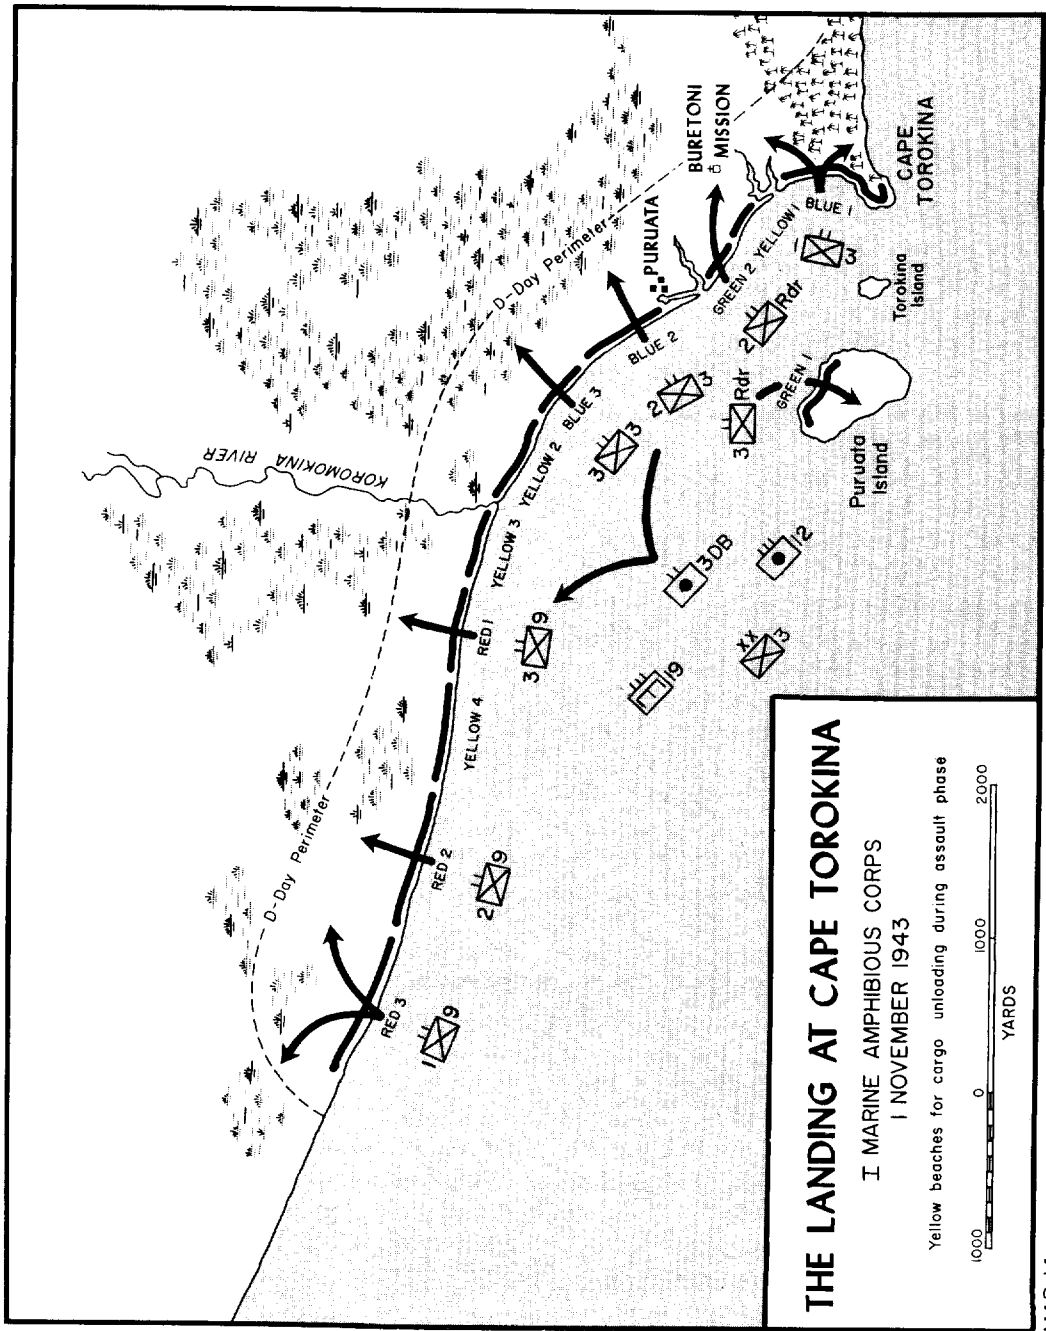 D-Day Perimeter
D-Day Perimeter
KOROMOKINA RIVER
PURUATA
BURETONI
MISSION
CAPE
TOROKINA
RED 3
RED 2
YELLOW 4
RED 1
YELLOW 3
YELLOW 2
BLUE 3
BLUE 2
GREEN 2
YELLOW 1
BLUE 1
GREEN 1
1 9
2 9
3 9
3 3
2 3
1 3
3 Rdr
2 Rdr
3DB
12
19
XX
3
Puruata
Island
Torokina
Island
THE LANDING AT CAPE TOROKINA
I MARINE AMPHIBIOUS CORPS
1 NOVEMBER 1943
Yellow beaches for cargo unloading during assault phase
1000 0 1000 2000
YARDS